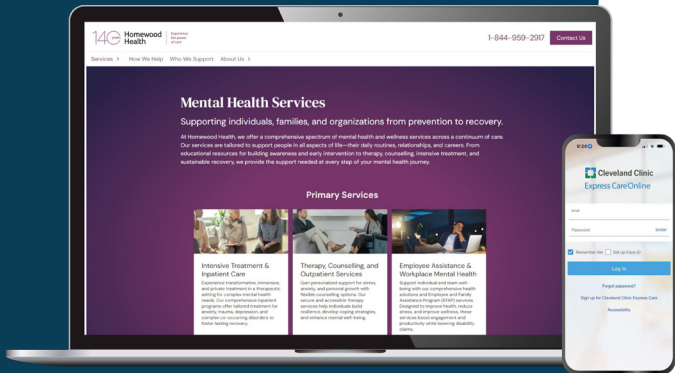 140 YEARS Homewood Health
Experience the power of care
1-844-959-2917
Contact Us
Services > How We Help Who We Support About Us >
Mental Health Services
Supporting individuals, families, and organizations from prevention to recovery.
At Homewood Health, we offer a comprehensive spectrum of mental health and wellness services across a continuum of care.
Our services are tailored to support people in all aspects of life—their daily routines, relationships, and careers. From
educational resources for building awareness and early intervention to therapy, counselling, intensive treatment, and
sustainable recovery, we provide the support needed at every step of your mental health journey.
Primary Services
Intensive Treatment &
Inpatient Care
Experience transformative, immersive,
and private treatment in a therapeutic
setting for complex mental health
needs. Our comprehensive inpatient
programs offer tailored treatment for
anxiety, trauma, depression, and
complex co-occurring disorders to
foster lasting recovery.
Therapy, Counselling, and
Outpatient Services
Gain personalized support for stress,
anxiety, and personal growth with
flexible counselling options. Our
secure and accessible therapy
services help individuals build
resilience, develop coping strategies,
and enhance mental well-being.
Employee Assistance &
Workplace Mental Health
Support individual and team well-
being with our comprehensive health
solutions and Employee and Family
Assistance Program (EFAP) services.
Designed to improve health, reduce
stress, and improve wellness, these
services boost engagement and
productivity while lowering disability
claims.
9:24
Cleveland Clinic
Express Care Online
Email
Password SHOW
Remember Me Set up Face ID
Log In
Forgot password?
Sign up for Cleveland Clinic Express Care
Accessibility